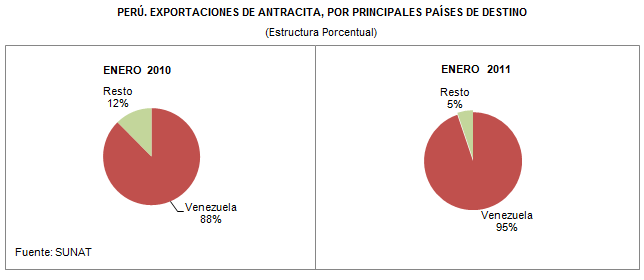 PERÚ. EXPORTACIONES DE ANTRACITA, POR PRINCIPALES PAÍSES DE DESTINO
(Estructura Porcentual)
ENERO 2010
Resto
12%
Venezuela
88%
Fuente: SUNAT
ENERO 2011
Resto
5%
Venezuela
95%